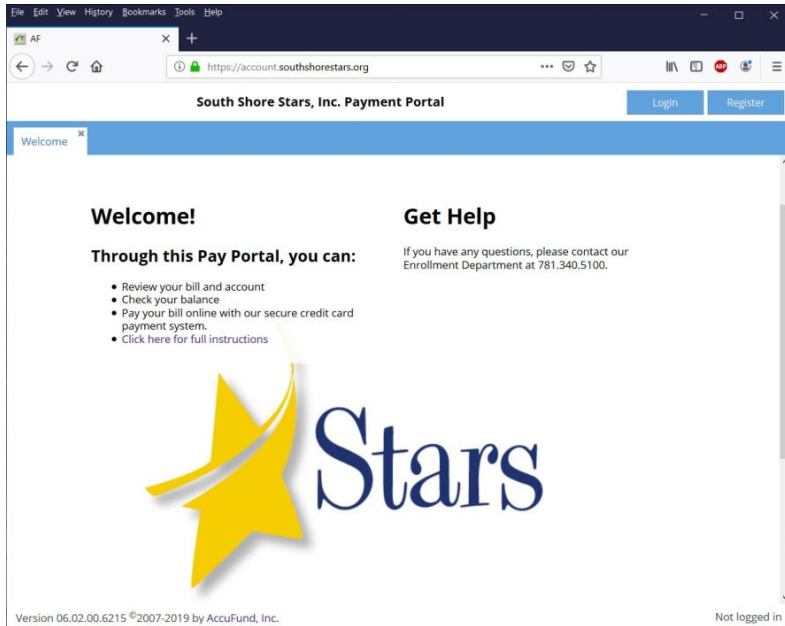 File Edit View History Bookmarks Tools Help
AF
https://account.southshorestars.org
ABP
South Shore Stars, Inc. Payment Portal
Login
Register
Welcome
Welcome!
Through this Pay Portal, you can:
Review your bill and account
Check your balance
Pay your bill online with our secure credit card
payment system.
Click here for full instructions
Get Help
If you have any questions, please contact our
Enrollment Department at 781.340.5100.
Stars
Version 06.02.00.6215 ©2007-2019 by AccuFund, Inc.
Not logged in